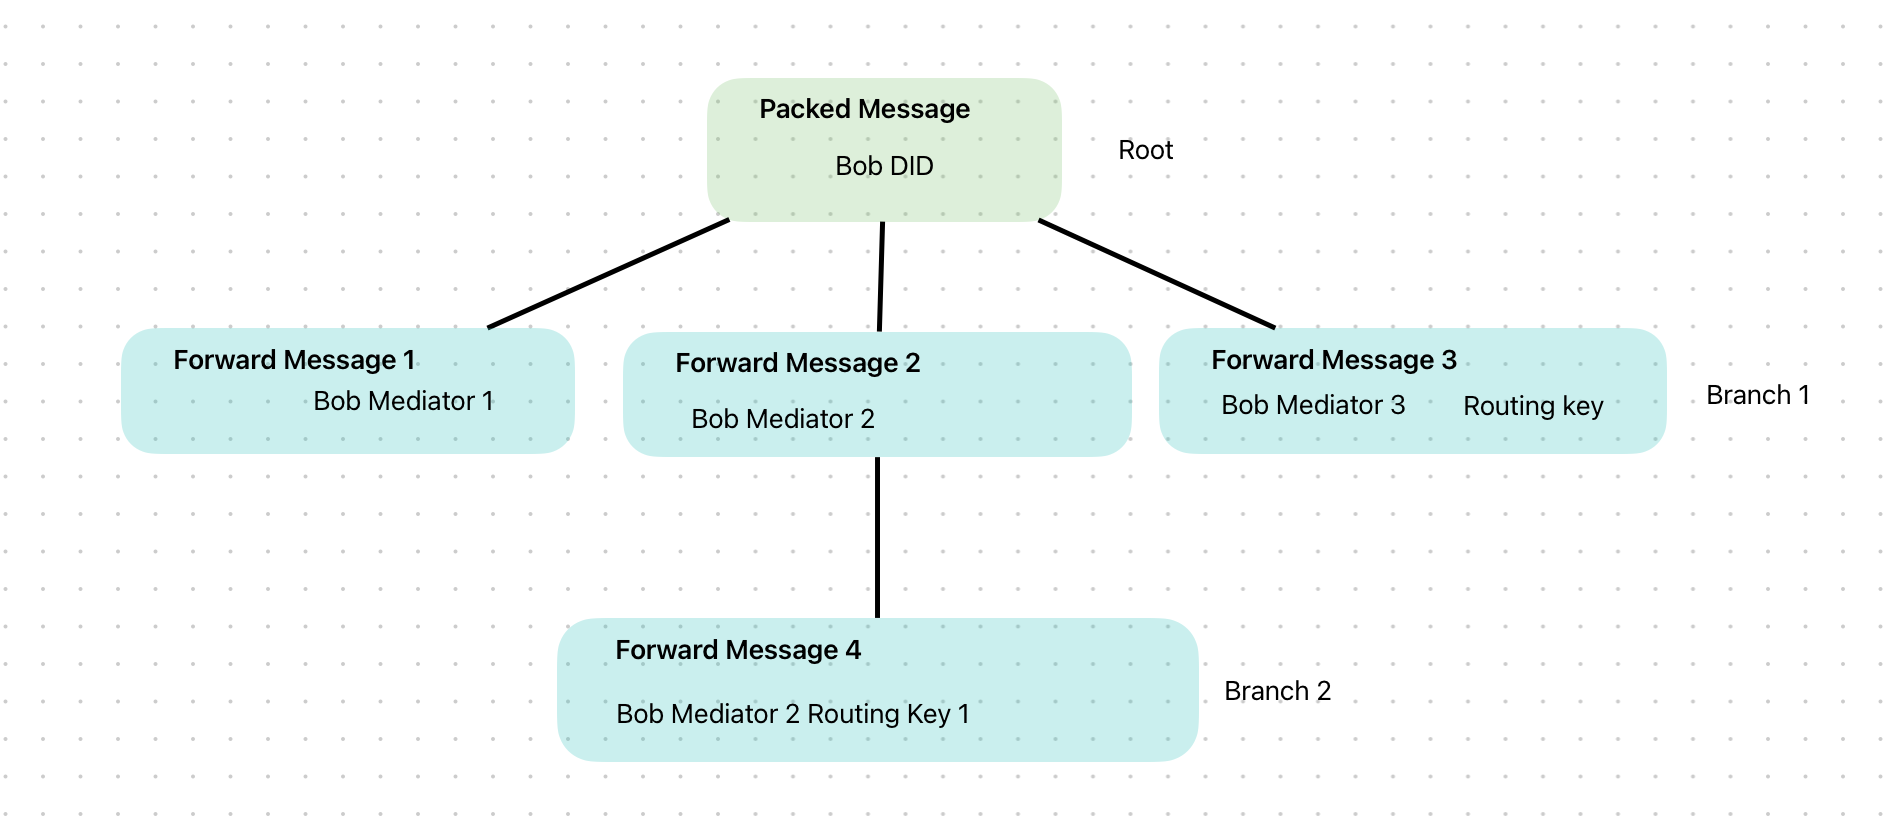 Packed Message
Bob DID
Root
Forward Message 1
Bob Mediator 1
Forward Message 2
Bob Mediator 2
Forward Message 3
Bob Mediator 3 Routing key
Branch 1
Forward Message 4
Bob Mediator 2 Routing Key 1
Branch 2